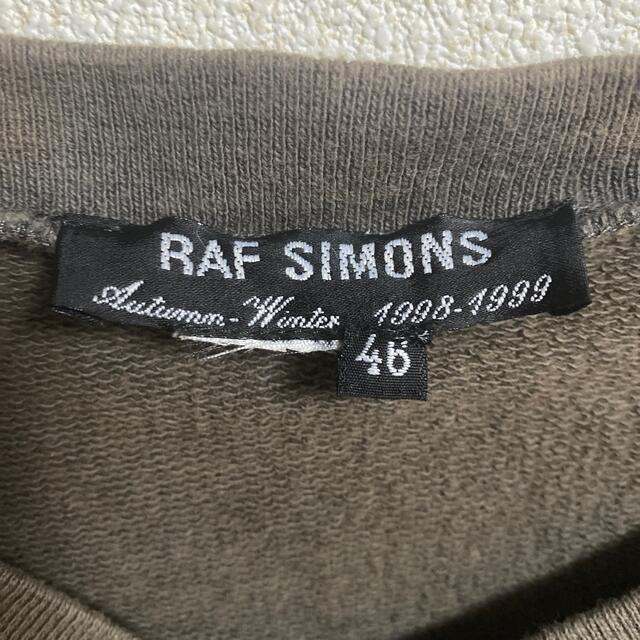 RAF SIMONS
Autumn-Winter 1998-1999
46